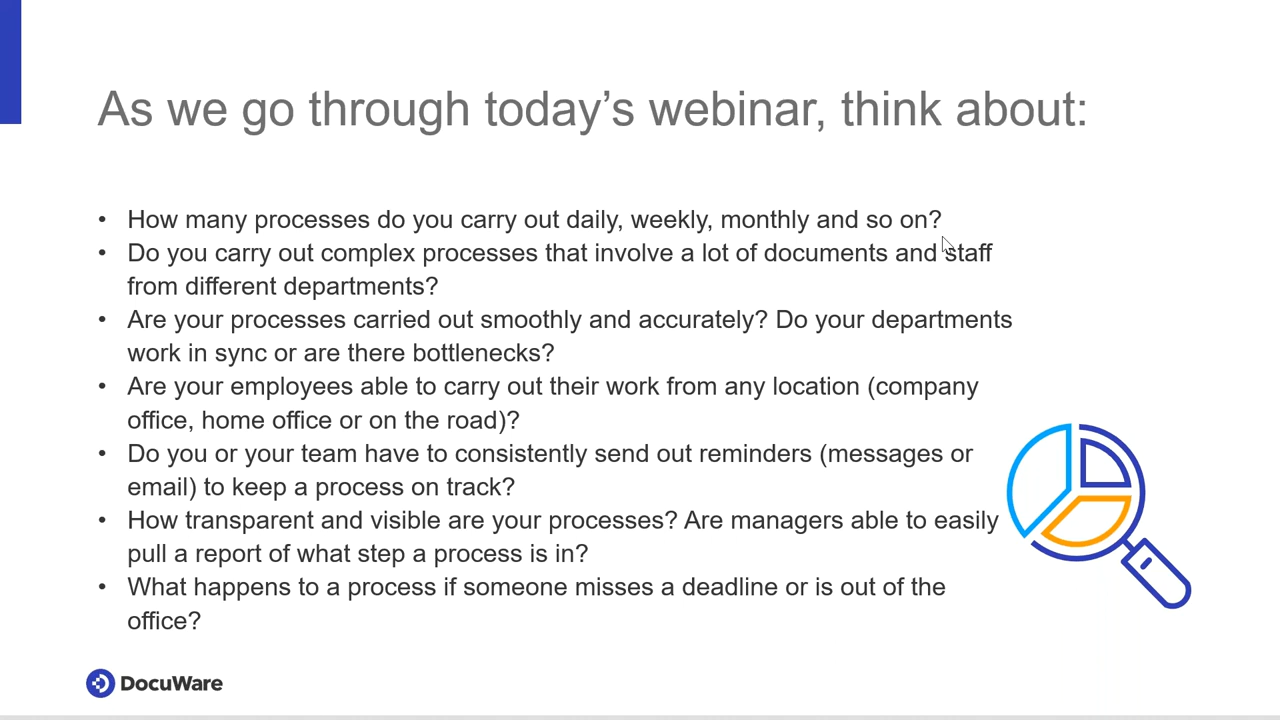 As we go through today’s webinar, think about:
• How many processes do you carry out daily, weekly, monthly and so on?
• Do you carry out complex processes that involve a lot of documents and staff
from different departments?
• Are your processes carried out smoothly and accurately? Do your departments
work in sync or are there bottlenecks?
• Are your employees able to carry out their work from any location (company
office, home office or on the road)?
• Do you or your team have to consistently send out reminders (messages or
email) to keep a process on track?
• How transparent and visible are your processes? Are managers able to easily
pull a report of what step a process is in?
• What happens to a process if someone misses a deadline or is out of the
office?
DocuWare